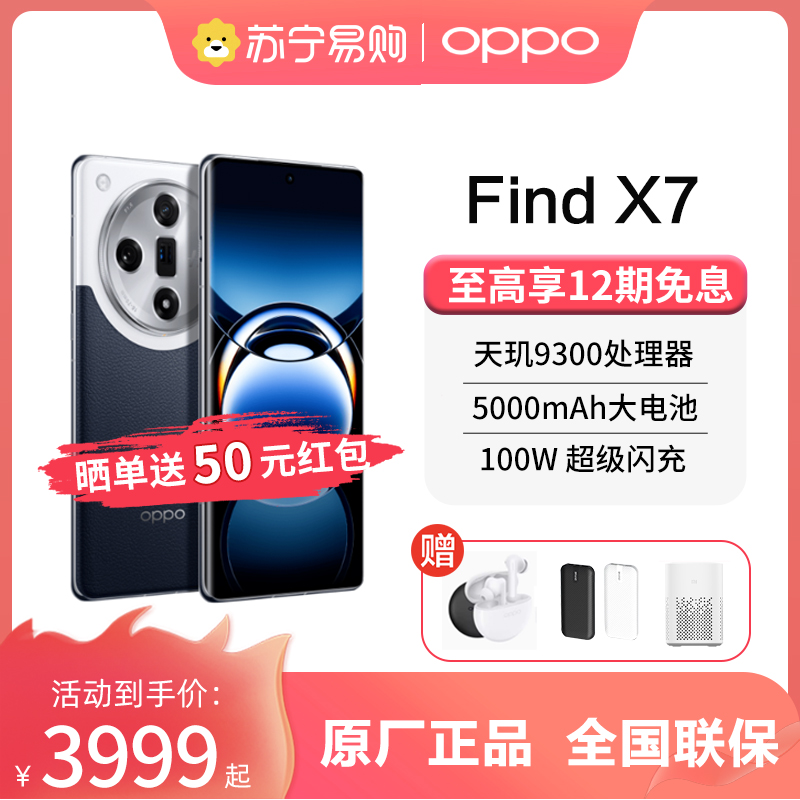 苏宁易购 | oppo
Find X7
至高享12期免息
天玑9300处理器
5000mAh大电池
100W 超级闪充
晒单送50元红包
oppo
赠
活动到手价:
¥3999起
原厂正品 全国联保